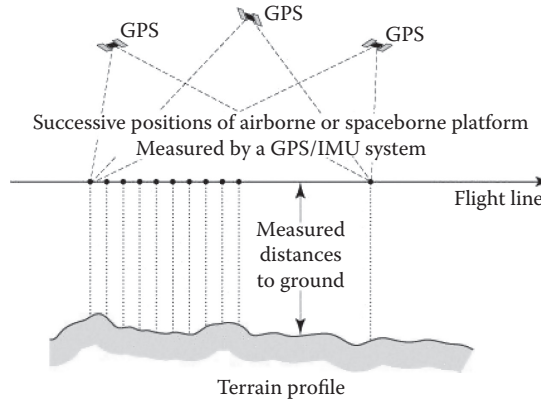 GPS
GPS
GPS
Successive positions of airborne or spaceborne platform
Measured by a GPS/IMU system
Flight line
Measured
distances
to ground
Terrain profile